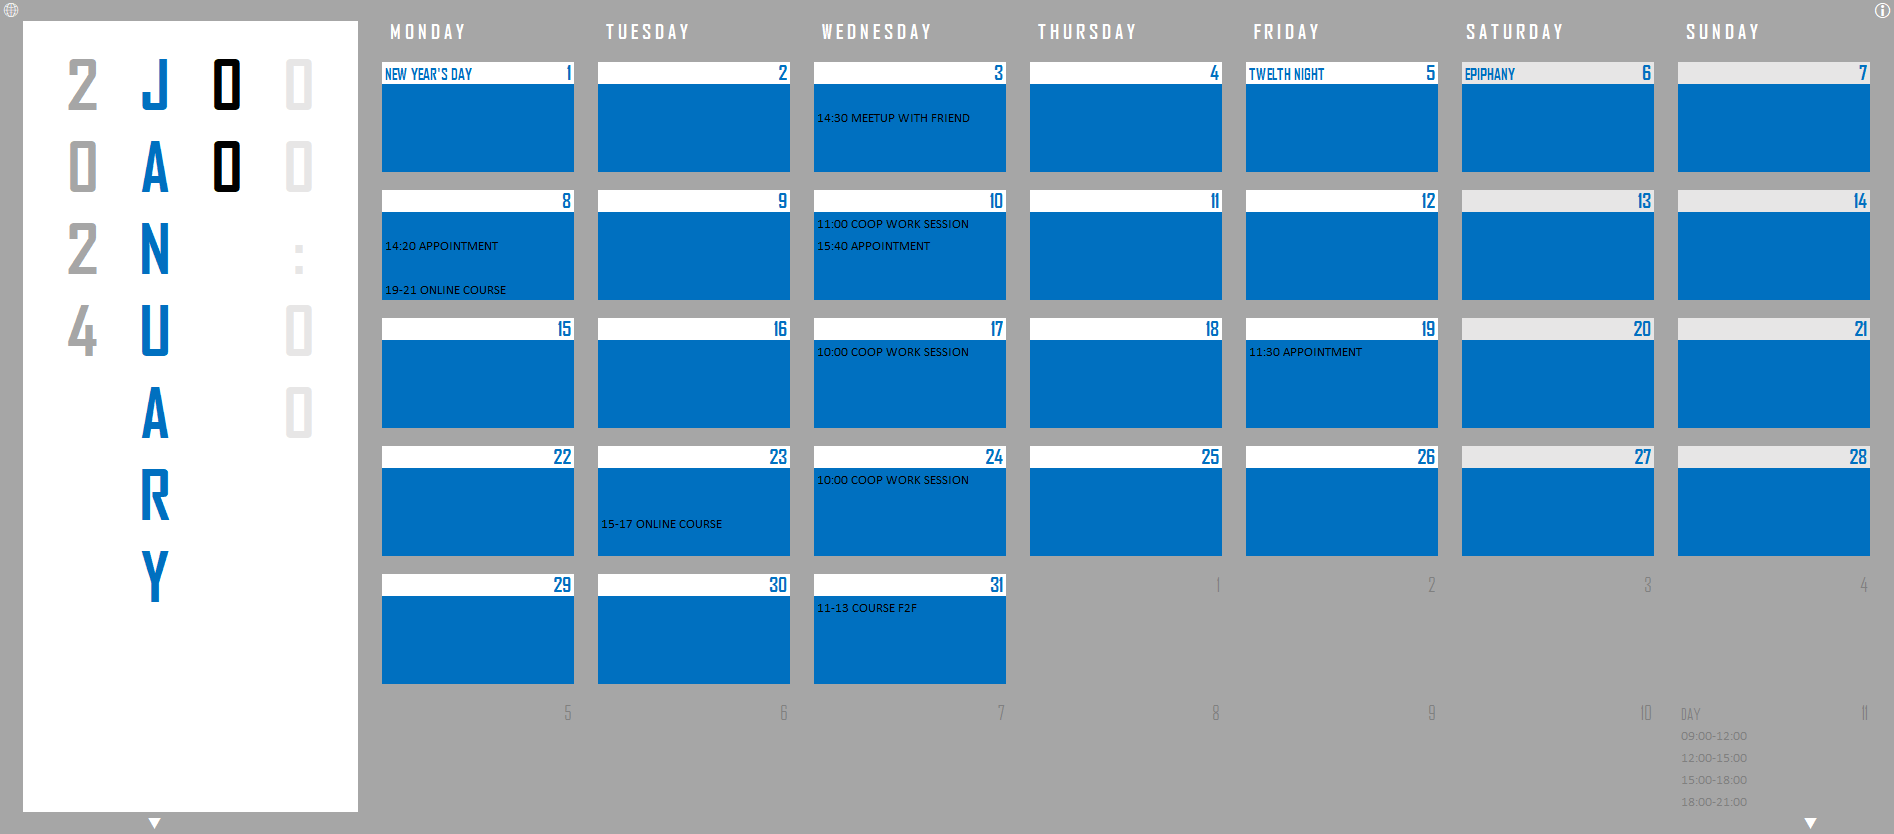 MONDAY TUESDAY WEDNESDAY THURSDAY FRIDAY SATURDAY SUNDAY
2 J 0 0
0 A 0 0
2 N :
4 U 0
A 0
R
Y
NEW YEAR'S DAY 1 2 3 4 TWELTH NIGHT 5 EPIPHANY 6 7
14:30 MEETUP WITH FRIEND
8 9 10 11 12 13 14
11:00 COOP WORK SESSION
14:20 APPOINTMENT 15:40 APPOINTMENT
19-21 ONLINE COURSE
15 16 17 18 19 20 21
10:00 COOP WORK SESSION 11:30 APPOINTMENT
22 23 24 25 26 27 28
10:00 COOP WORK SESSION
15-17 ONLINE COURSE
29 30 31 1 2 3 4
11-13 COURSE F2F
5 6 7 8 9 10 DAY 11
09:00-12:00
12:00-15:00
15:00-18:00
18:00-21:00